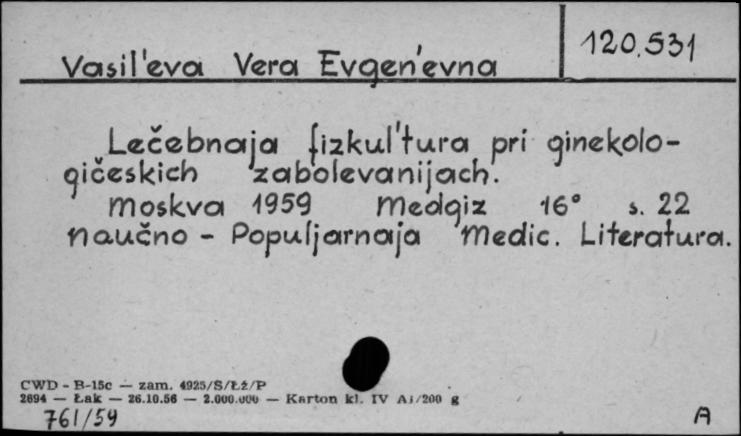 Vasil'eva Vera Evgen'evna 120.531
Lečebnaja fizkul'tura pri ginekolo-
gičeskich zabolevanijach.
Moskva 1959 Medgiz 16° s. 22
Naučno - Populjarnaja Medic. Literatura.
CWD - B-15c — zam. 4925/S/Łż/P
2694 — Łak — 26.10.56 — 2.000.000 — Karton kl. IV A1/200 g
761/59 A